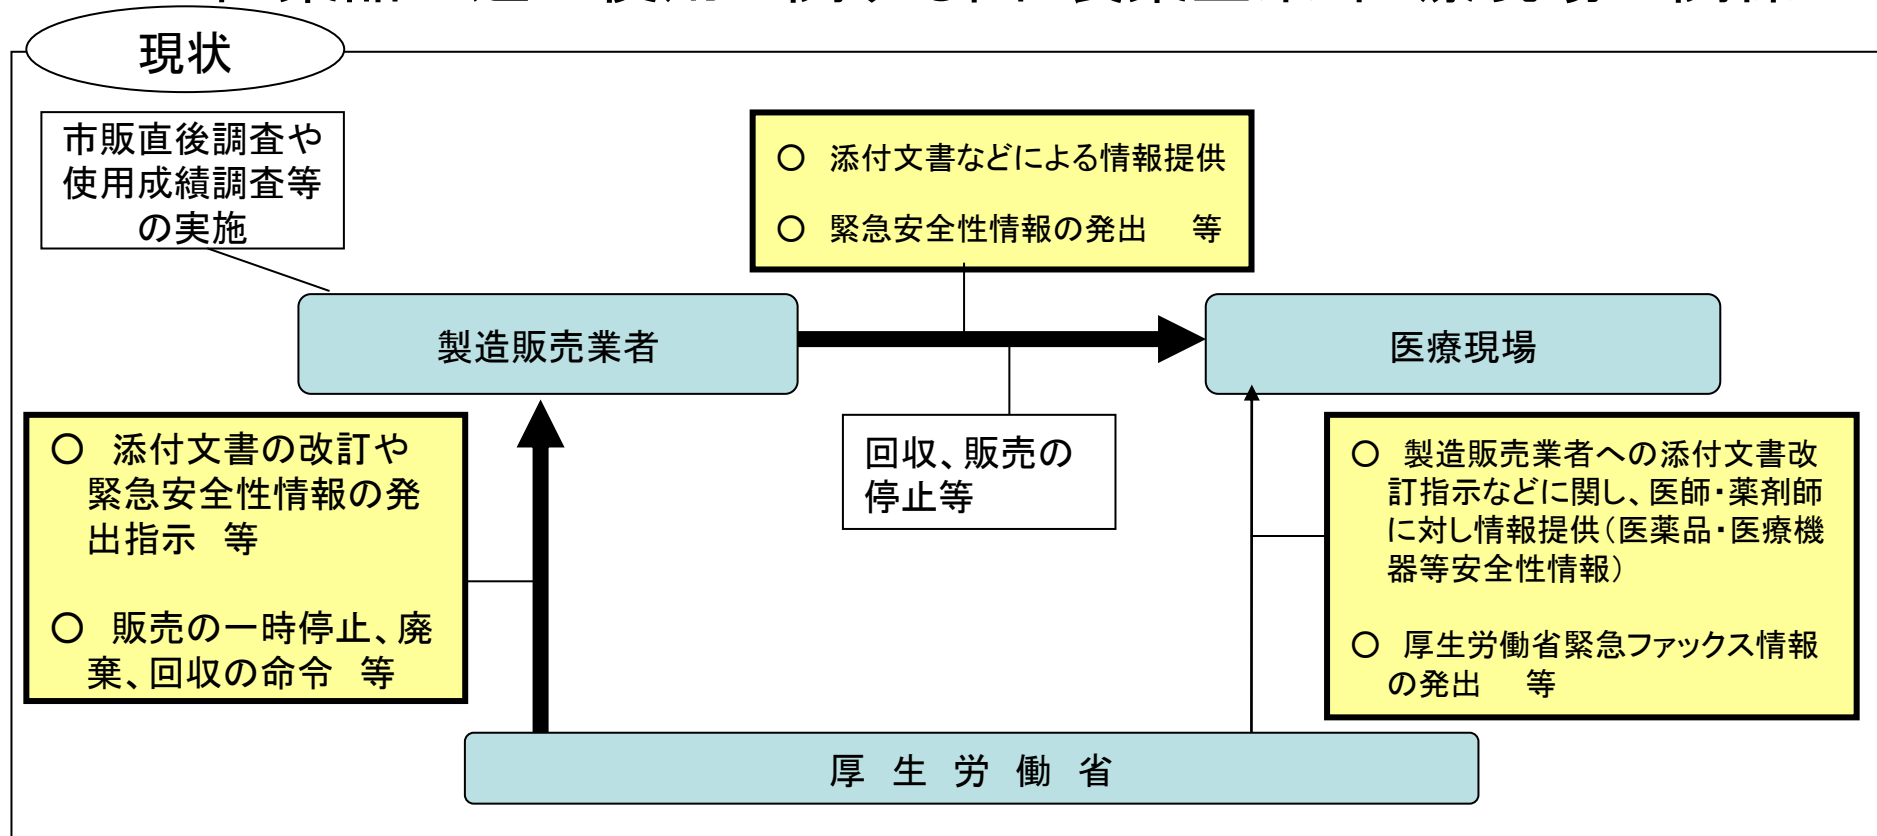 現状
市販直後調査や
使用成績調査等
の実施
○　添付文書などによる情報提供
○　緊急安全性情報の発出　等
製造販売業者
医療現場
○　添付文書の改訂や
緊急安全性情報の発
出指示　等
○　販売の一時停止、廃
棄、回収の命令　等
回収、販売の
停止等
○　製造販売業者への添付文書改
訂指示などに関し、医師・薬剤師
に対し情報提供（医薬品・医療機
器等安全性情報）
○　厚生労働省緊急ファックス情報
の発出　等
厚　生　労　働　省